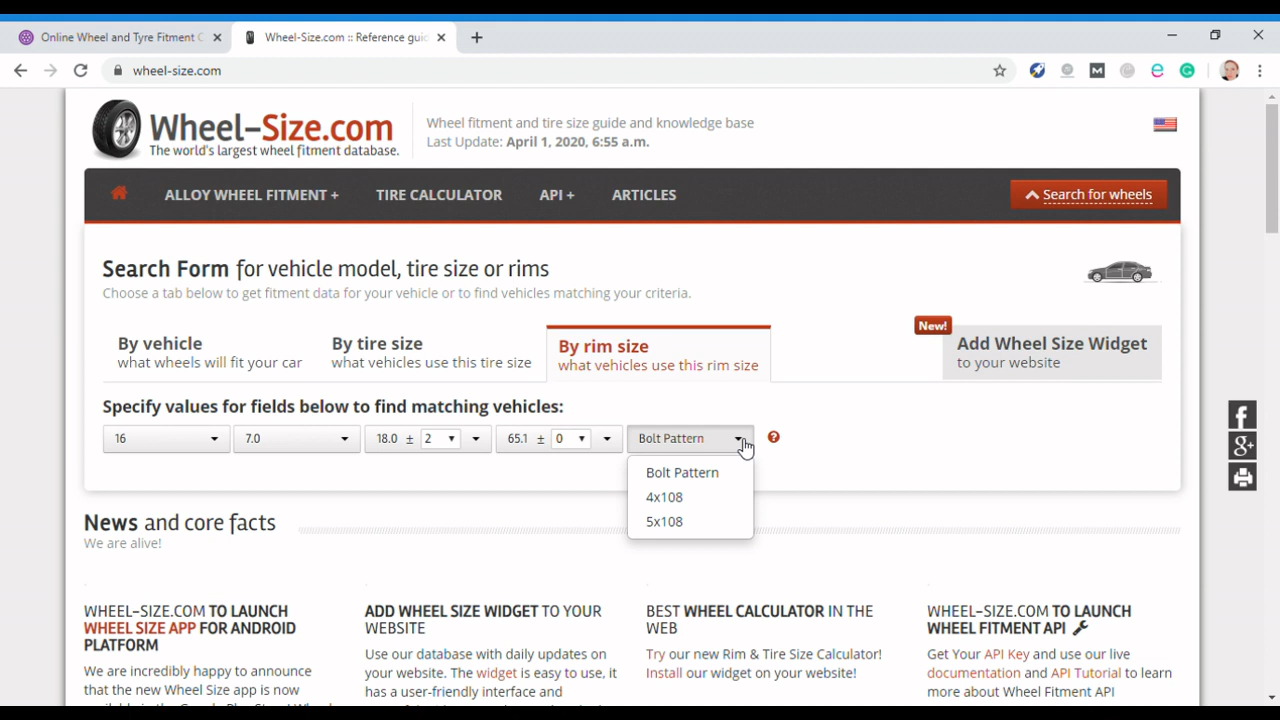 Online Wheel and Tyre Fitment C
Wheel-Size.com :: Reference guid
wheel-size.com
M
e
G
Wheel-Size.com
The world's largest wheel fitment database.
Wheel fitment and tire size guide and knowledge base
Last Update: April 1, 2020, 6:55 a.m.
ALLOY WHEEL FITMENT +
TIRE CALCULATOR
API +
ARTICLES
Search for wheels
Search Form for vehicle model, tire size or rims
Choose a tab below to get fitment data for your vehicle or to find vehicles matching your criteria.
By vehicle
what wheels will fit your car
By tire size
what vehicles use this tire size
By rim size
what vehicles use this rim size
New!
Add Wheel Size Widget
to your website
Specify values for fields below to find matching vehicles:
16
7.0
18.0 ± 2
65.1 ± 0
Bolt Pattern
?
Bolt Pattern
4x108
5x108
f
g+
News and core facts
We are alive!
WHEEL-SIZE.COM TO LAUNCH
WHEEL SIZE APP FOR ANDROID
PLATFORM
We are incredibly happy to announce
that the new Wheel Size app is now
ADD WHEEL SIZE WIDGET TO YOUR
WEBSITE
Use our database with daily updates on
your website. The widget is easy to use, it
has a user-friendly interface and
BEST WHEEL CALCULATOR IN THE
WEB
Try our new Rim & Tire Size Calculator!
Install our widget on your website!
WHEEL-SIZE.COM TO LAUNCH
WHEEL FITMENT API
Get Your API Key and use our live
documentation and API Tutorial to learn
more about Wheel Fitment API